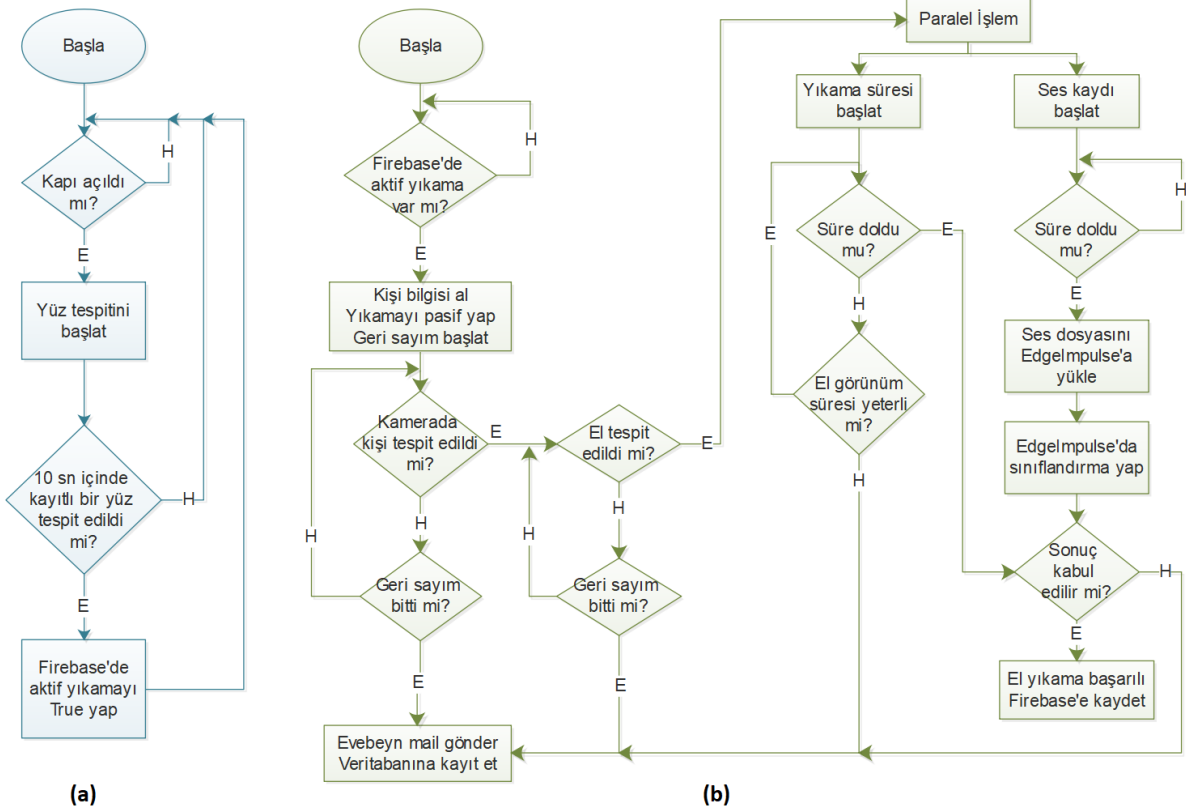 Başla
Kapı açıldı
mı?
H
E
Yüz tespitini
başlat
10 sn içinde
kayıtlı bir yüz
tespit edildi
mi?
H
E
Firebase'de
aktif yıkamayı
True yap
(a)
Başla
Firebase'de
aktif yıkama
var mı?
H
E
Kişi bilgisi al
Yıkamayı pasif yap
Geri sayım başlat
Kamerada
kişi tespit edildi
mi?
E
H
H
Geri sayım
bitti mi?
E
El tespit
edildi mi?
E
H
H
Geri sayım
bitti mi?
E
Evebeyn mail gönder
Veritabanına kayıt et
Paralel İşlem
Yıkama süresi
başlat
Süre doldu
mu?
E
E
H
El görünüm
süresi yeterli
mi?
H
Ses kaydı
başlat
H
Süre doldu
mu?
E
Ses dosyasını
EdgeImpulse'a
yükle
EdgeImpulse'da
sınıflandırma yap
Sonuç
kabul
edilir mi?
H
E
El yıkama başarılı
Firebase'e kaydet
(b)